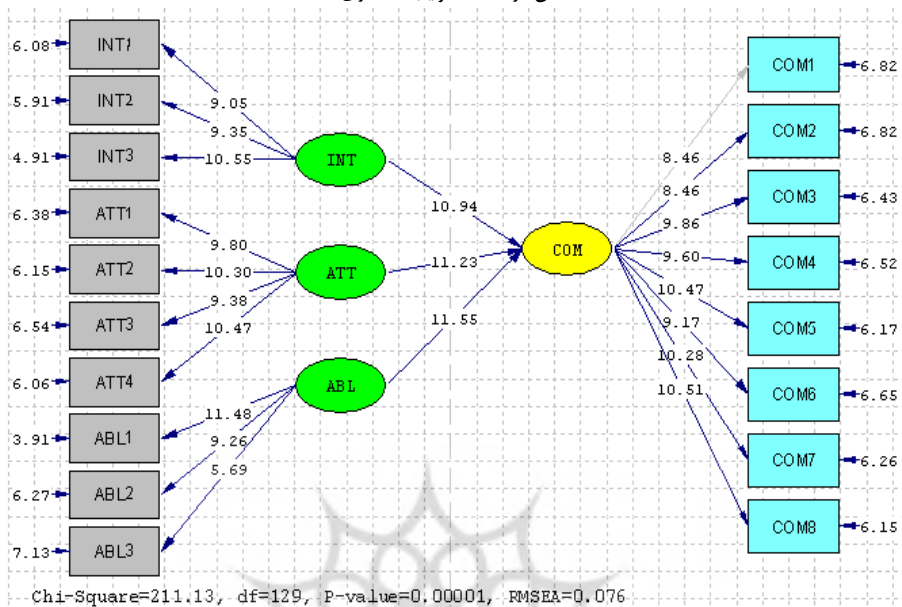 6.08 INT1
5.91 INT2
4.91 INT3
6.38 ATT1
6.15 ATT2
6.54 ATT3
6.06 ATT4
3.91 ABL1
6.27 ABL2
7.13 ABL3
9.05
9.35
10.55
9.80
10.30
9.38
10.47
11.48
9.26
5.69
INT
ATT
ABL
10.94
11.23
11.55
COM
8.46
8.46
9.86
9.60
10.47
9.17
10.28
10.51
COM1 6.82
COM2 6.82
COM3 6.43
COM4 6.52
COM5 6.17
COM6 6.65
COM7 6.26
COM8 6.15
Chi-Square=211.13, df=129, P-value=0.00001, RMSEA=0.076